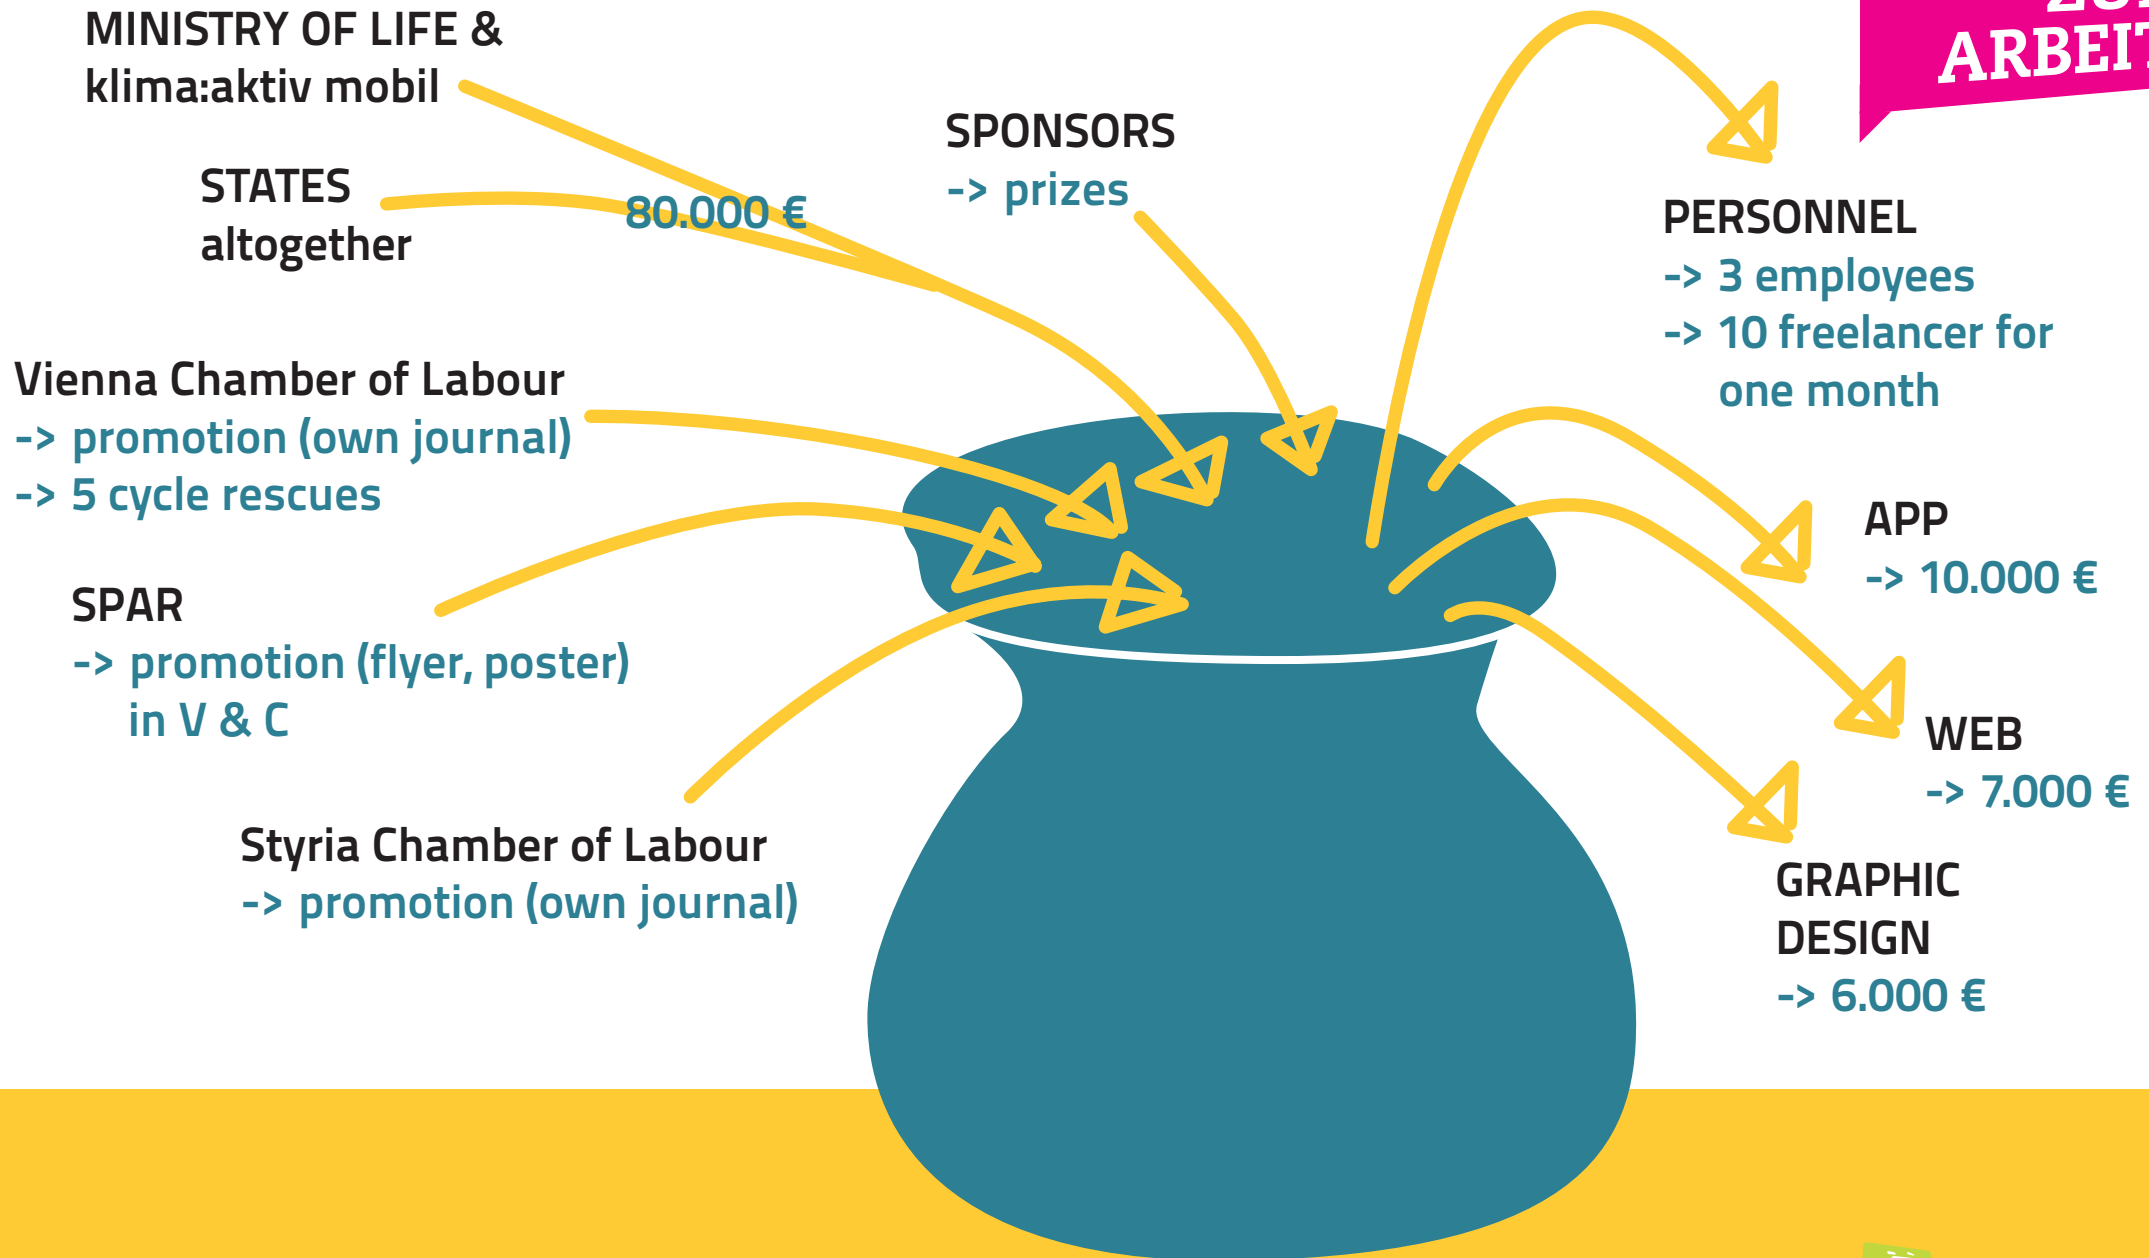 MINISTRY OF LIFE &
klima:aktiv mobil
STATES
altogether
80.000 €
Vienna Chamber of Labour
-> promotion (own journal)
-> 5 cycle rescues
SPAR
-> promotion (flyer, poster)
in V & C
Styria Chamber of Labour
-> promotion (own journal)
SPONSORS
-> prizes
ARBEIT
PERSONNEL
-> 3 employees
-> 10 freelancer for
one month
APP
-> 10.000 €
WEB
-> 7.000 €
GRAPHIC
DESIGN
-> 6.000 €